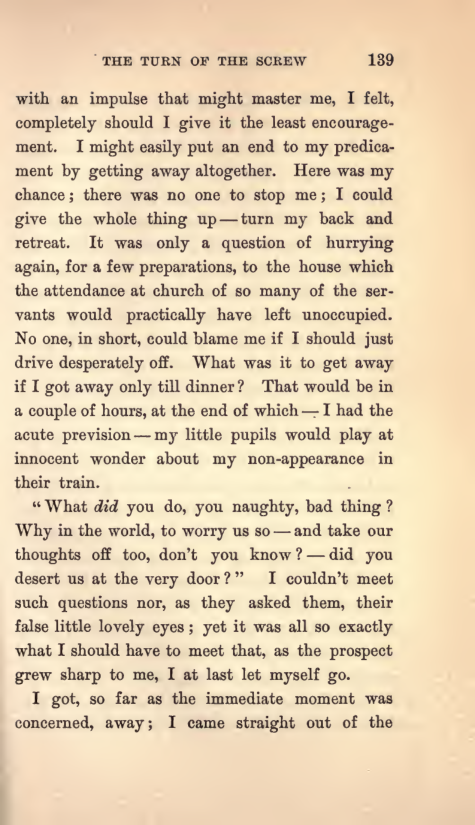 THE TURN OF THE SCREW 139
with an impulse that might master me, I felt,
completely should I give it the least encourage-
ment. I might easily put an end to my predica-
ment by getting away altogether. Here was my
chance; there was no one to stop me; I could
give the whole thing up—turn my back and
retreat. It was only a question of hurrying
again, for a few preparations, to the house which
the attendance at church of so many of the ser-
vants would practically have left unoccupied.
No one, in short, could blame me if I should just
drive desperately off. What was it to get away
if I got away only till dinner? That would be in
a couple of hours, at the end of which—I had the
acute prevision—my little pupils would play at
innocent wonder about my non-appearance in
their train.
"What did you do, you naughty, bad thing?
Why in the world, to worry us so—and take our
thoughts off too, don't you know?—did you
desert us at the very door?" I couldn't meet
such questions nor, as they asked them, their
false little lovely eyes; yet it was all so exactly
what I should have to meet that, as the prospect
grew sharp to me, I at last let myself go.
I got, so far as the immediate moment was
concerned, away; I came straight out of the